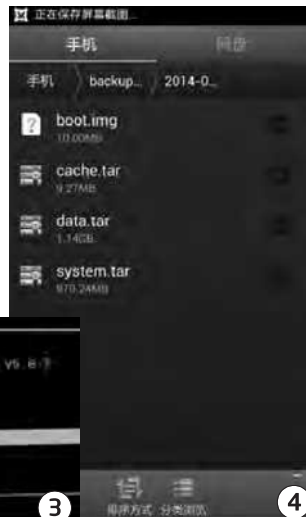 正在保存屏幕截图...
手机 网盘
手机 backup... 2014-0...
boot.img
10.00MB
cache.tar
9.27MB
data.tar
1.14GB
system.tar
970.24MB
V5.8.7
排序方式 分类浏览
3
4